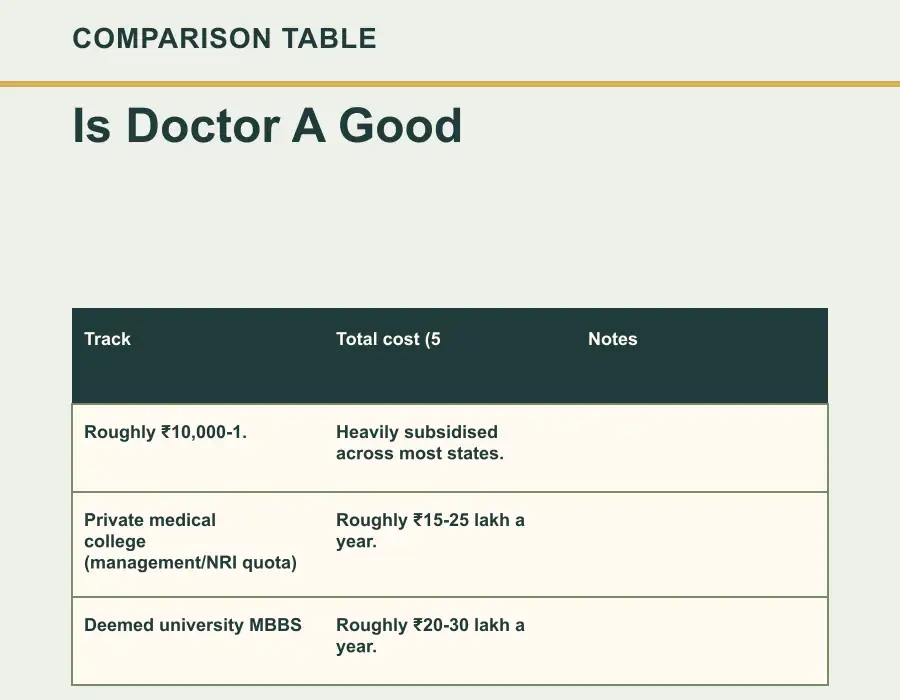 COMPARISON TABLE
Is Doctor A Good
Track Total cost (5 Notes
Roughly ₹10,000-1. Heavily subsidised
across most states.
Private medical Roughly ₹15-25 lakh a
college year.
(management/NRI quota)
Deemed university MBBS Roughly ₹20-30 lakh a
year.